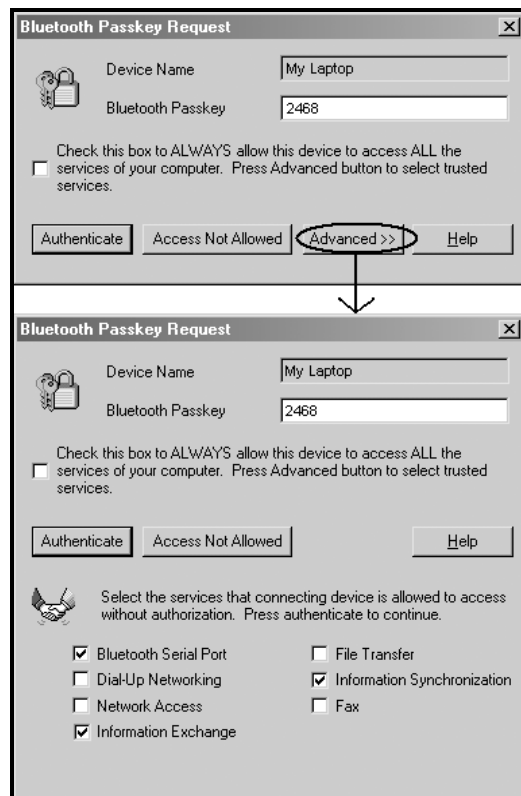 Bluetooth Passkey Request
Device Name My Laptop
Bluetooth Passkey 2468
Check this box to ALWAYS allow this device to access ALL the
services of your computer. Press Advanced button to select trusted
services.
Authenticate Access Not Allowed Advanced >> Help
Bluetooth Passkey Request
Device Name My Laptop
Bluetooth Passkey 2468
Check this box to ALWAYS allow this device to access ALL the
services of your computer. Press Advanced button to select trusted
services.
Authenticate Access Not Allowed Help
Select the services that connecting device is allowed to access
without authorization. Press authenticate to continue.
Bluetooth Serial Port File Transfer
Dial-Up Networking Information Synchronization
Network Access Fax
Information Exchange